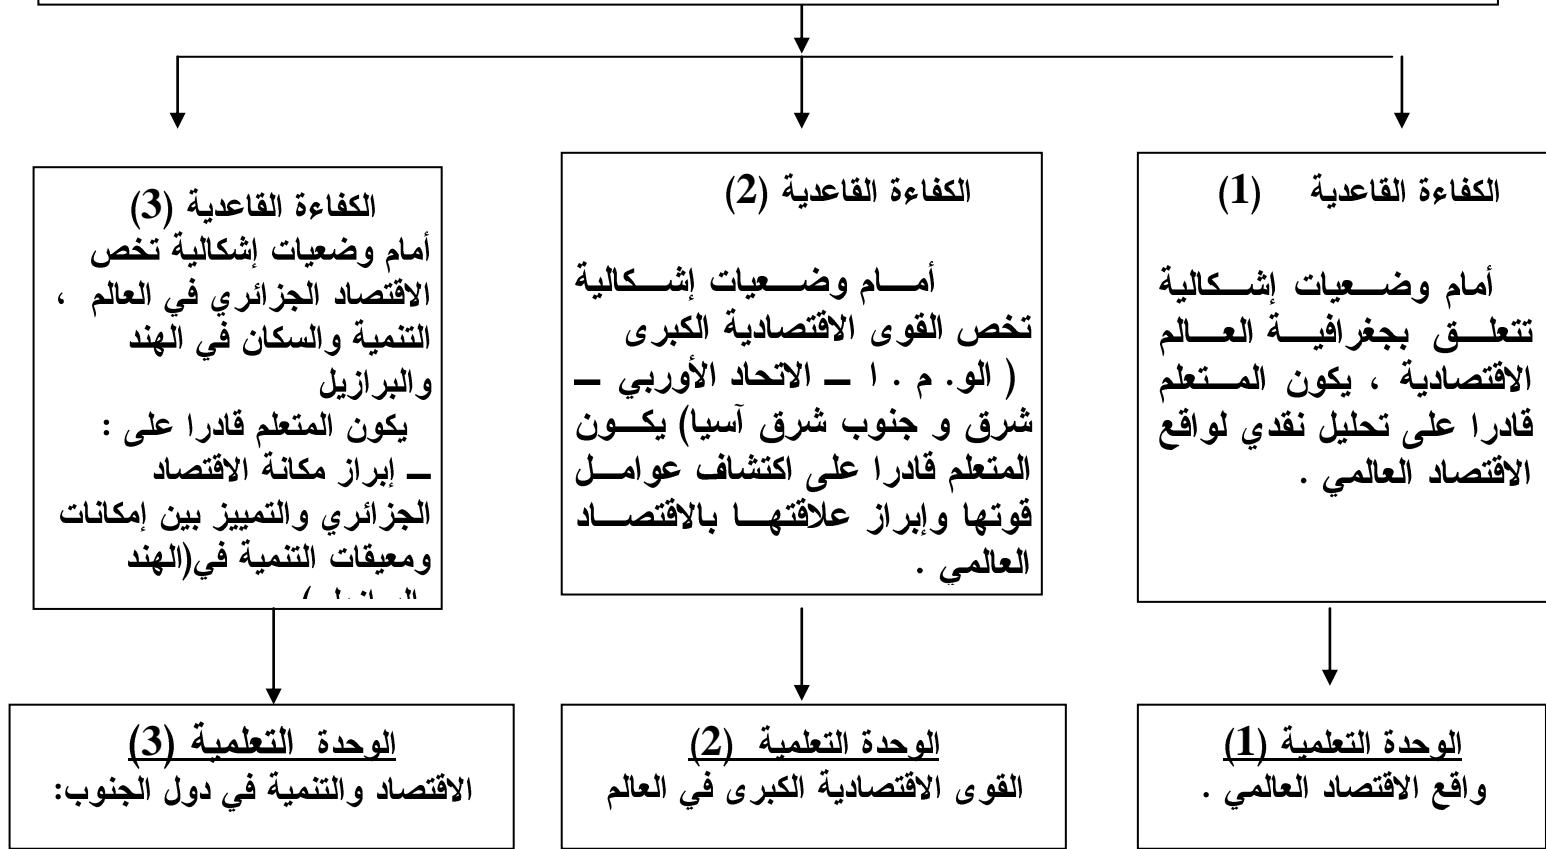 الكفاءة القاعدية (1)
أمام وضعيات إشكالية
تتعلق بجغرافية العالم
الاقتصادية ، يكون المتعلم
قادرا على تحليل نقدي لواقع
الاقتصاد العالمي .
الكفاءة القاعدية (2)
أمام وضعيات إشكالية
تخص القوى الاقتصادية الكبرى
( الو. م . ا – الاتحاد الأوربي –
شرق و جنوب شرق آسيا) يكون
المتعلم قادرا على اكتشاف عوامل
قوتها وإبراز علاقتها بالاقتصاد
العالمي .
الكفاءة القاعدية (3)
أمام وضعيات إشكالية تخص
الاقتصاد الجزائري في العالم ،
التنمية والسكان في الهند
والبرازيل
يكون المتعلم قادرا على :
– إبراز مكانة الاقتصاد
الجزائري والتمييز بين إمكانات
ومعيقات التنمية في(الهند
الوحدة التعلمية (1)
واقع الاقتصاد العالمي .
الوحدة التعلمية (2)
القوى الاقتصادية الكبرى في العالم
الوحدة التعلمية (3)
الاقتصاد والتنمية في دول الجنوب: